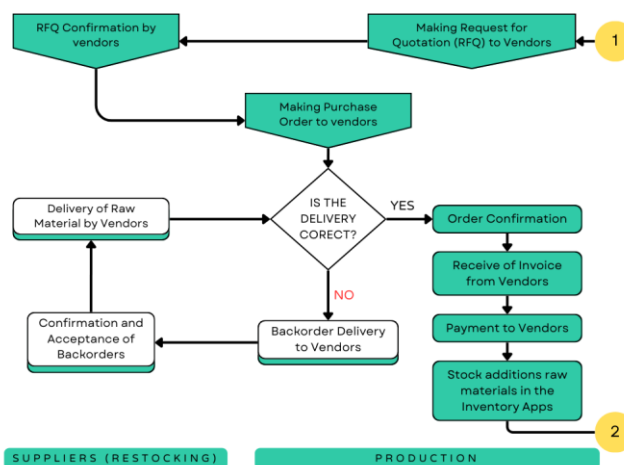 RFQ Confirmation by
vendors
Making Request for
Quotation (RFQ) to Vendors
1
Making Purchase
Order to vendors
Delivery of Raw
Material by Vendors
IS THE
DELIVERY
CORECT?
YES
Order Confirmation
Receive of Invoice
from Vendors
NO
Confirmation and
Acceptance of
Backorders
Backorder Delivery
to Vendors
Payment to Vendors
Stock additions raw
materials in the
Inventory Apps
2
SUPPLIERS (RESTOCKING)
PRODUCTION